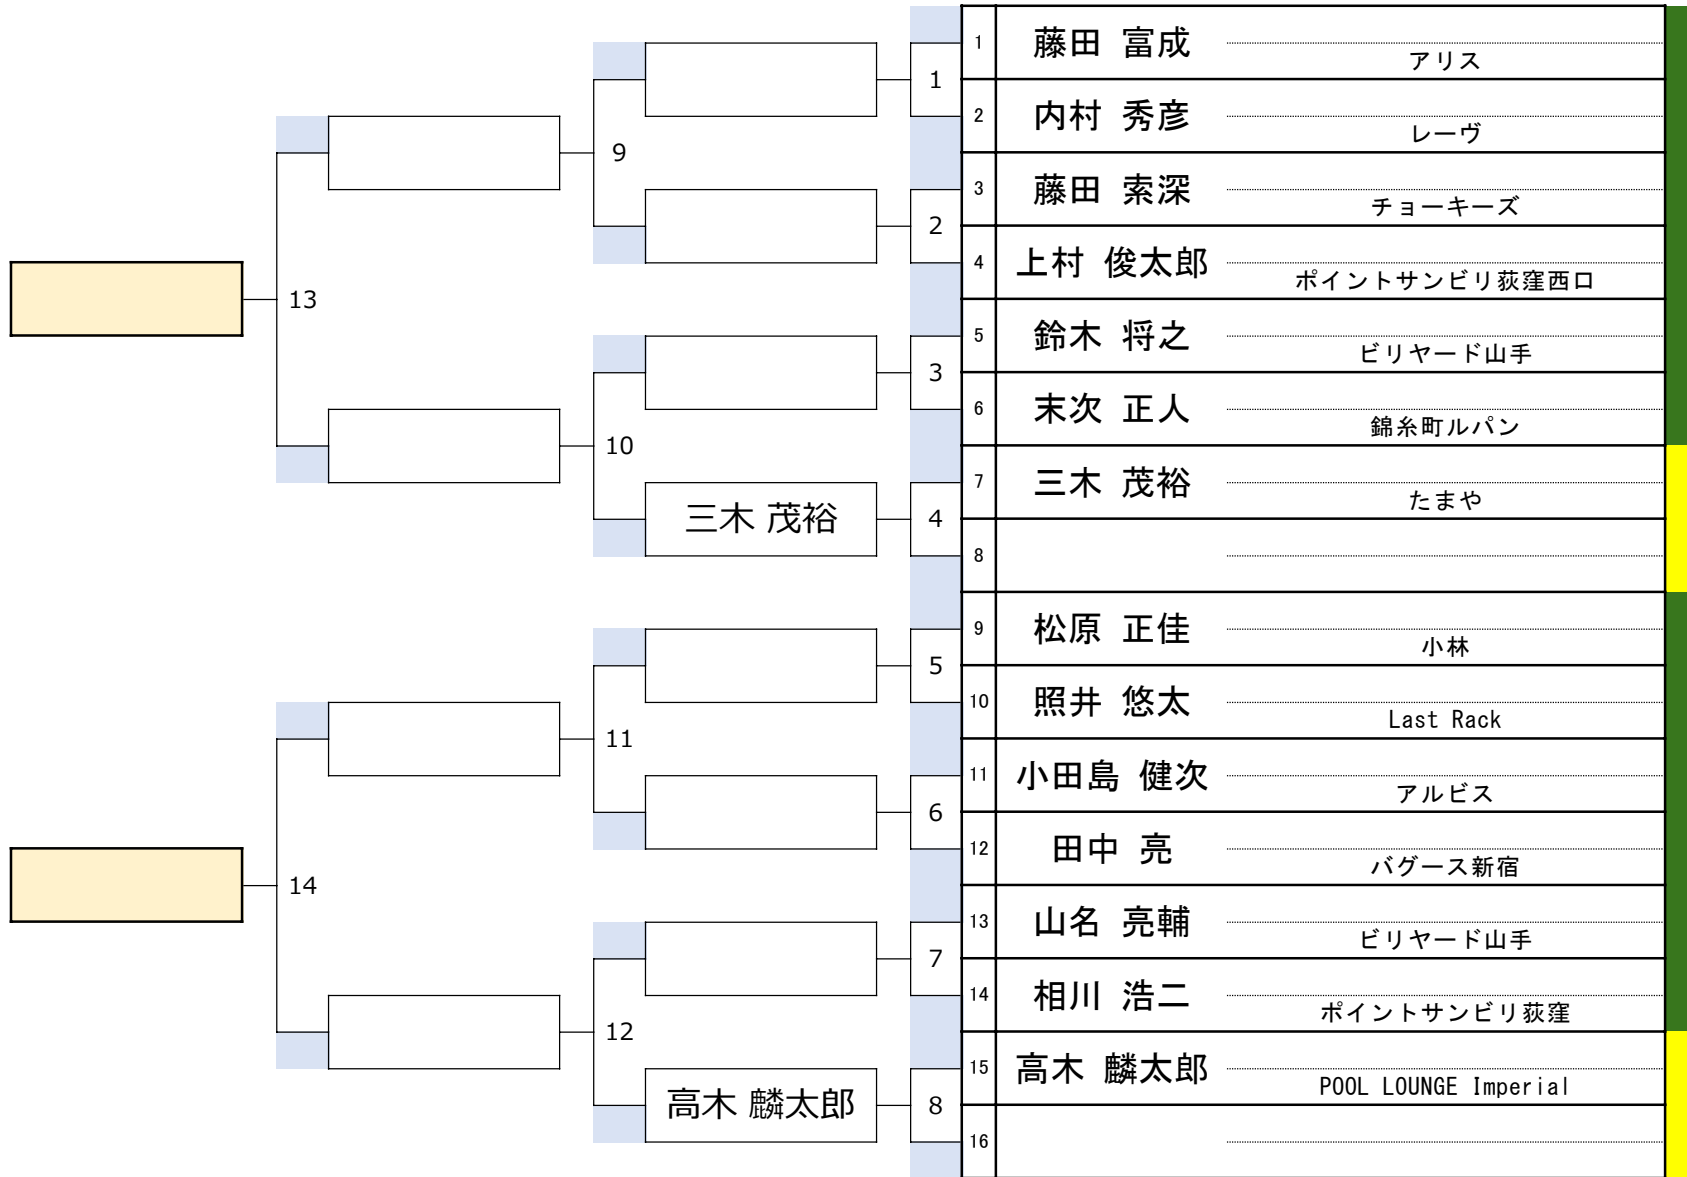 1 藤田 富成 アリス
2 内村 秀彦 レーヴ
3 藤田 索深 チョーキーズ
4 上村 俊太郎 ポイントサンビリ荻窪西口
5 鈴木 将之 ビリヤード山手
6 末次 正人 錦糸町ルパン
7 三木 茂裕 たまや
8
9 松原 正佳 小林
10 照井 悠太 Last Rack
11 小田島 健次 アルビス
12 田中 亮 バグース新宿
13 山名 亮輔 ビリヤード山手
14 相川 浩二 ポイントサンビリ荻窪
15 高木 麟太郎 POOL LOUNGE Imperial
16
1
2
3
三木 茂裕 4
5
6
7
高木 麟太郎 8
9
10
11
12
13
14